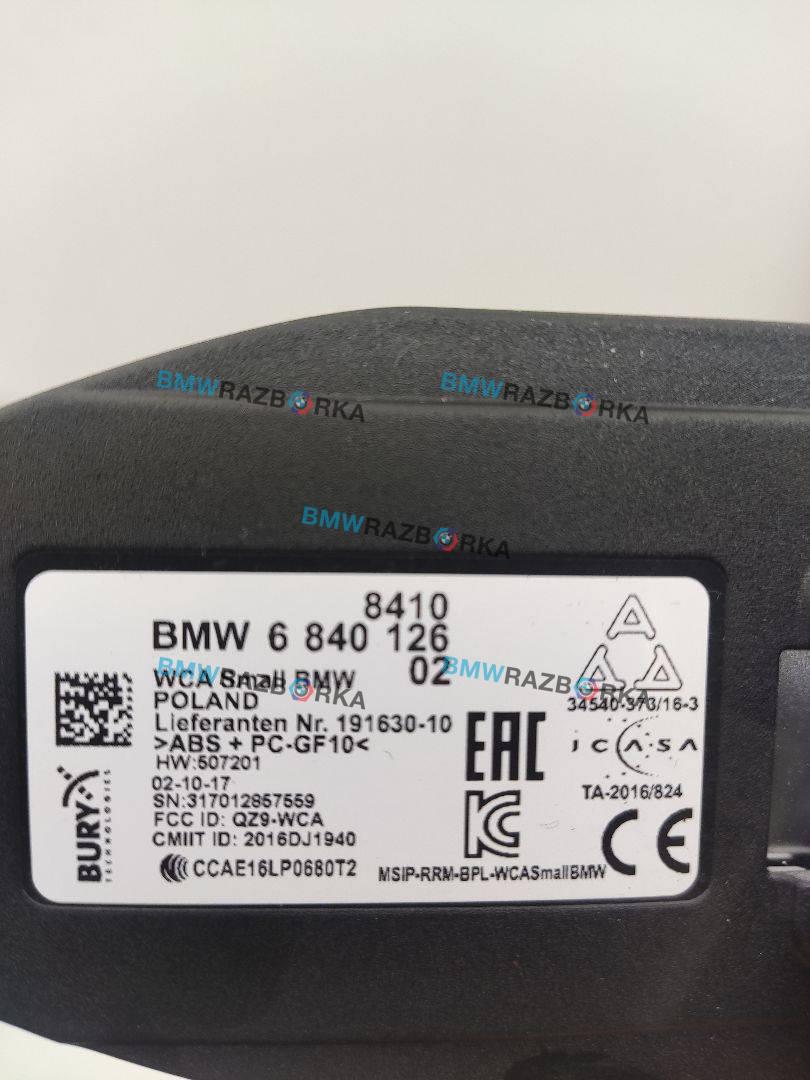 BMWRAZBORKA
BMWRAZBORKA
BMWRAZBORKA
8410
BMW 6 840 126
02
WCA Small BMW
POLAND
Lieferanten Nr. 191630-10
>ABS + PC-GF10<
HW:507201
02-10-17
SN:317012857559
FCC ID: QZ9-WCA
CMIIT ID: 2016DJ1940
CCAE16LP0680T2
BURY
TECHNOLOGIES
BMWRAZBORKA
BMWRAZBORKA
A
A A
34540-373/16-3
EAC
ICASA
TA-2016/824
KC
CE
MSIP-RRM-BPL-WCASmallBMW